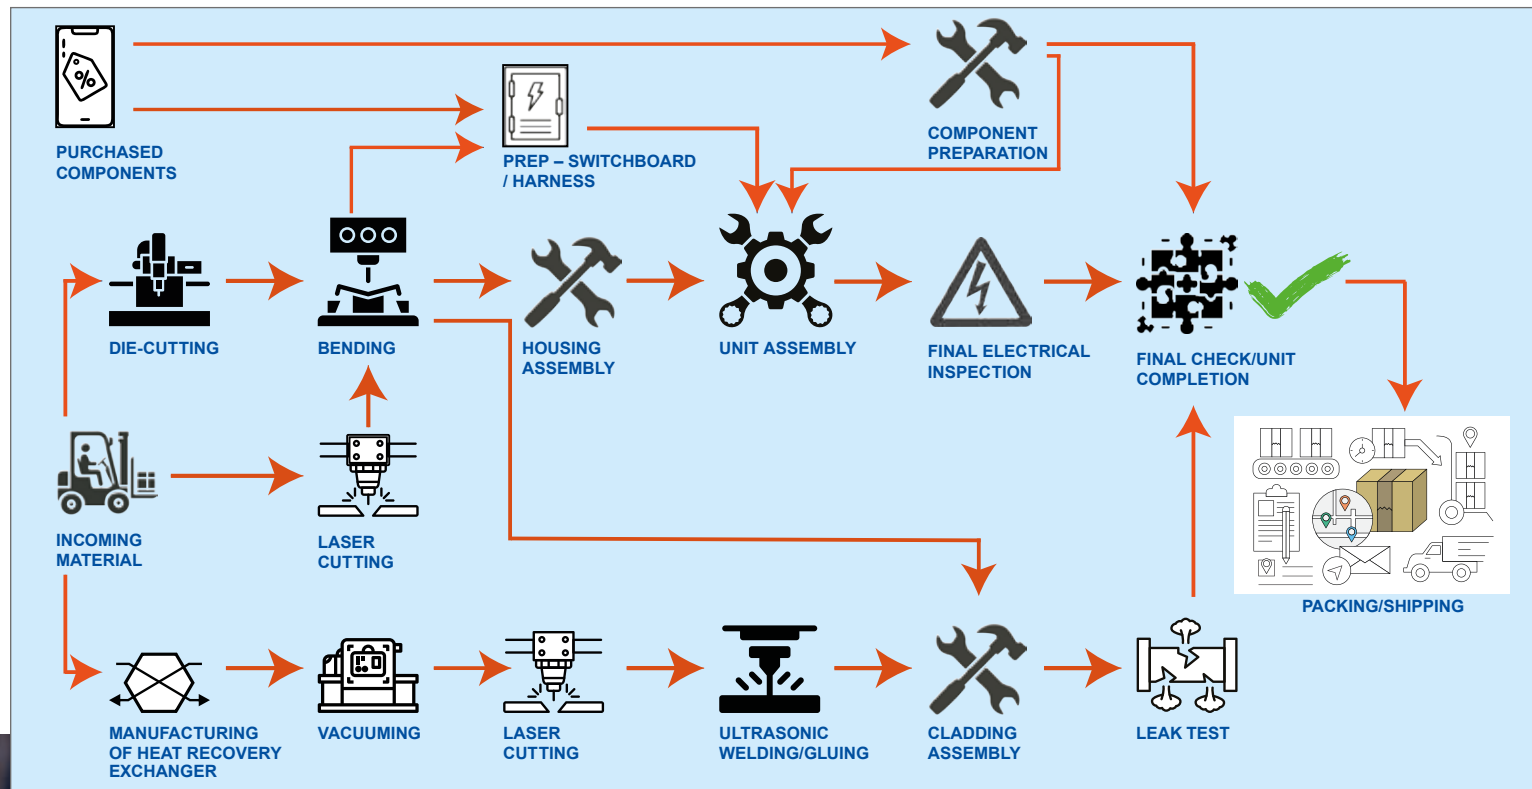 PURCHASED
COMPONENTS
%
PREP – SWITCHBOARD
/ HARNESS
COMPONENT
PREPARATION
DIE-CUTTING
BENDING
HOUSING
ASSEMBLY
UNIT ASSEMBLY
FINAL ELECTRICAL
INSPECTION
FINAL CHECK/UNIT
COMPLETION
INCOMING
MATERIAL
LASER
CUTTING
PACKING/SHIPPING
MANUFACTURING
OF HEAT RECOVERY
EXCHANGER
VACUUMING
LASER
CUTTING
ULTRASONIC
WELDING/GLUING
CLADDING
ASSEMBLY
LEAK TEST